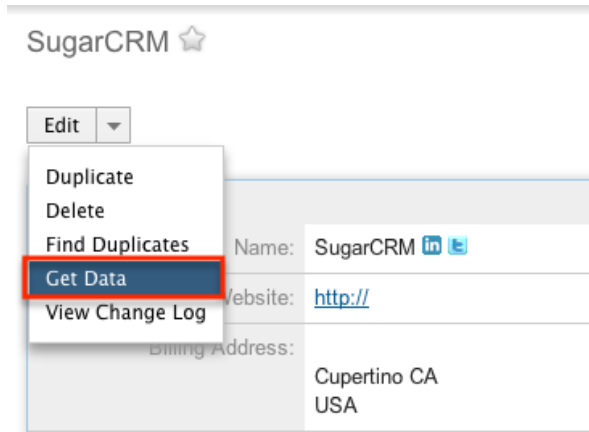 SugarCRM
Edit
Duplicate
Delete
Find Duplicates
Get Data
View Change Log
Name: SugarCRM in
Website: http://
Billing Address:
Cupertino CA
USA